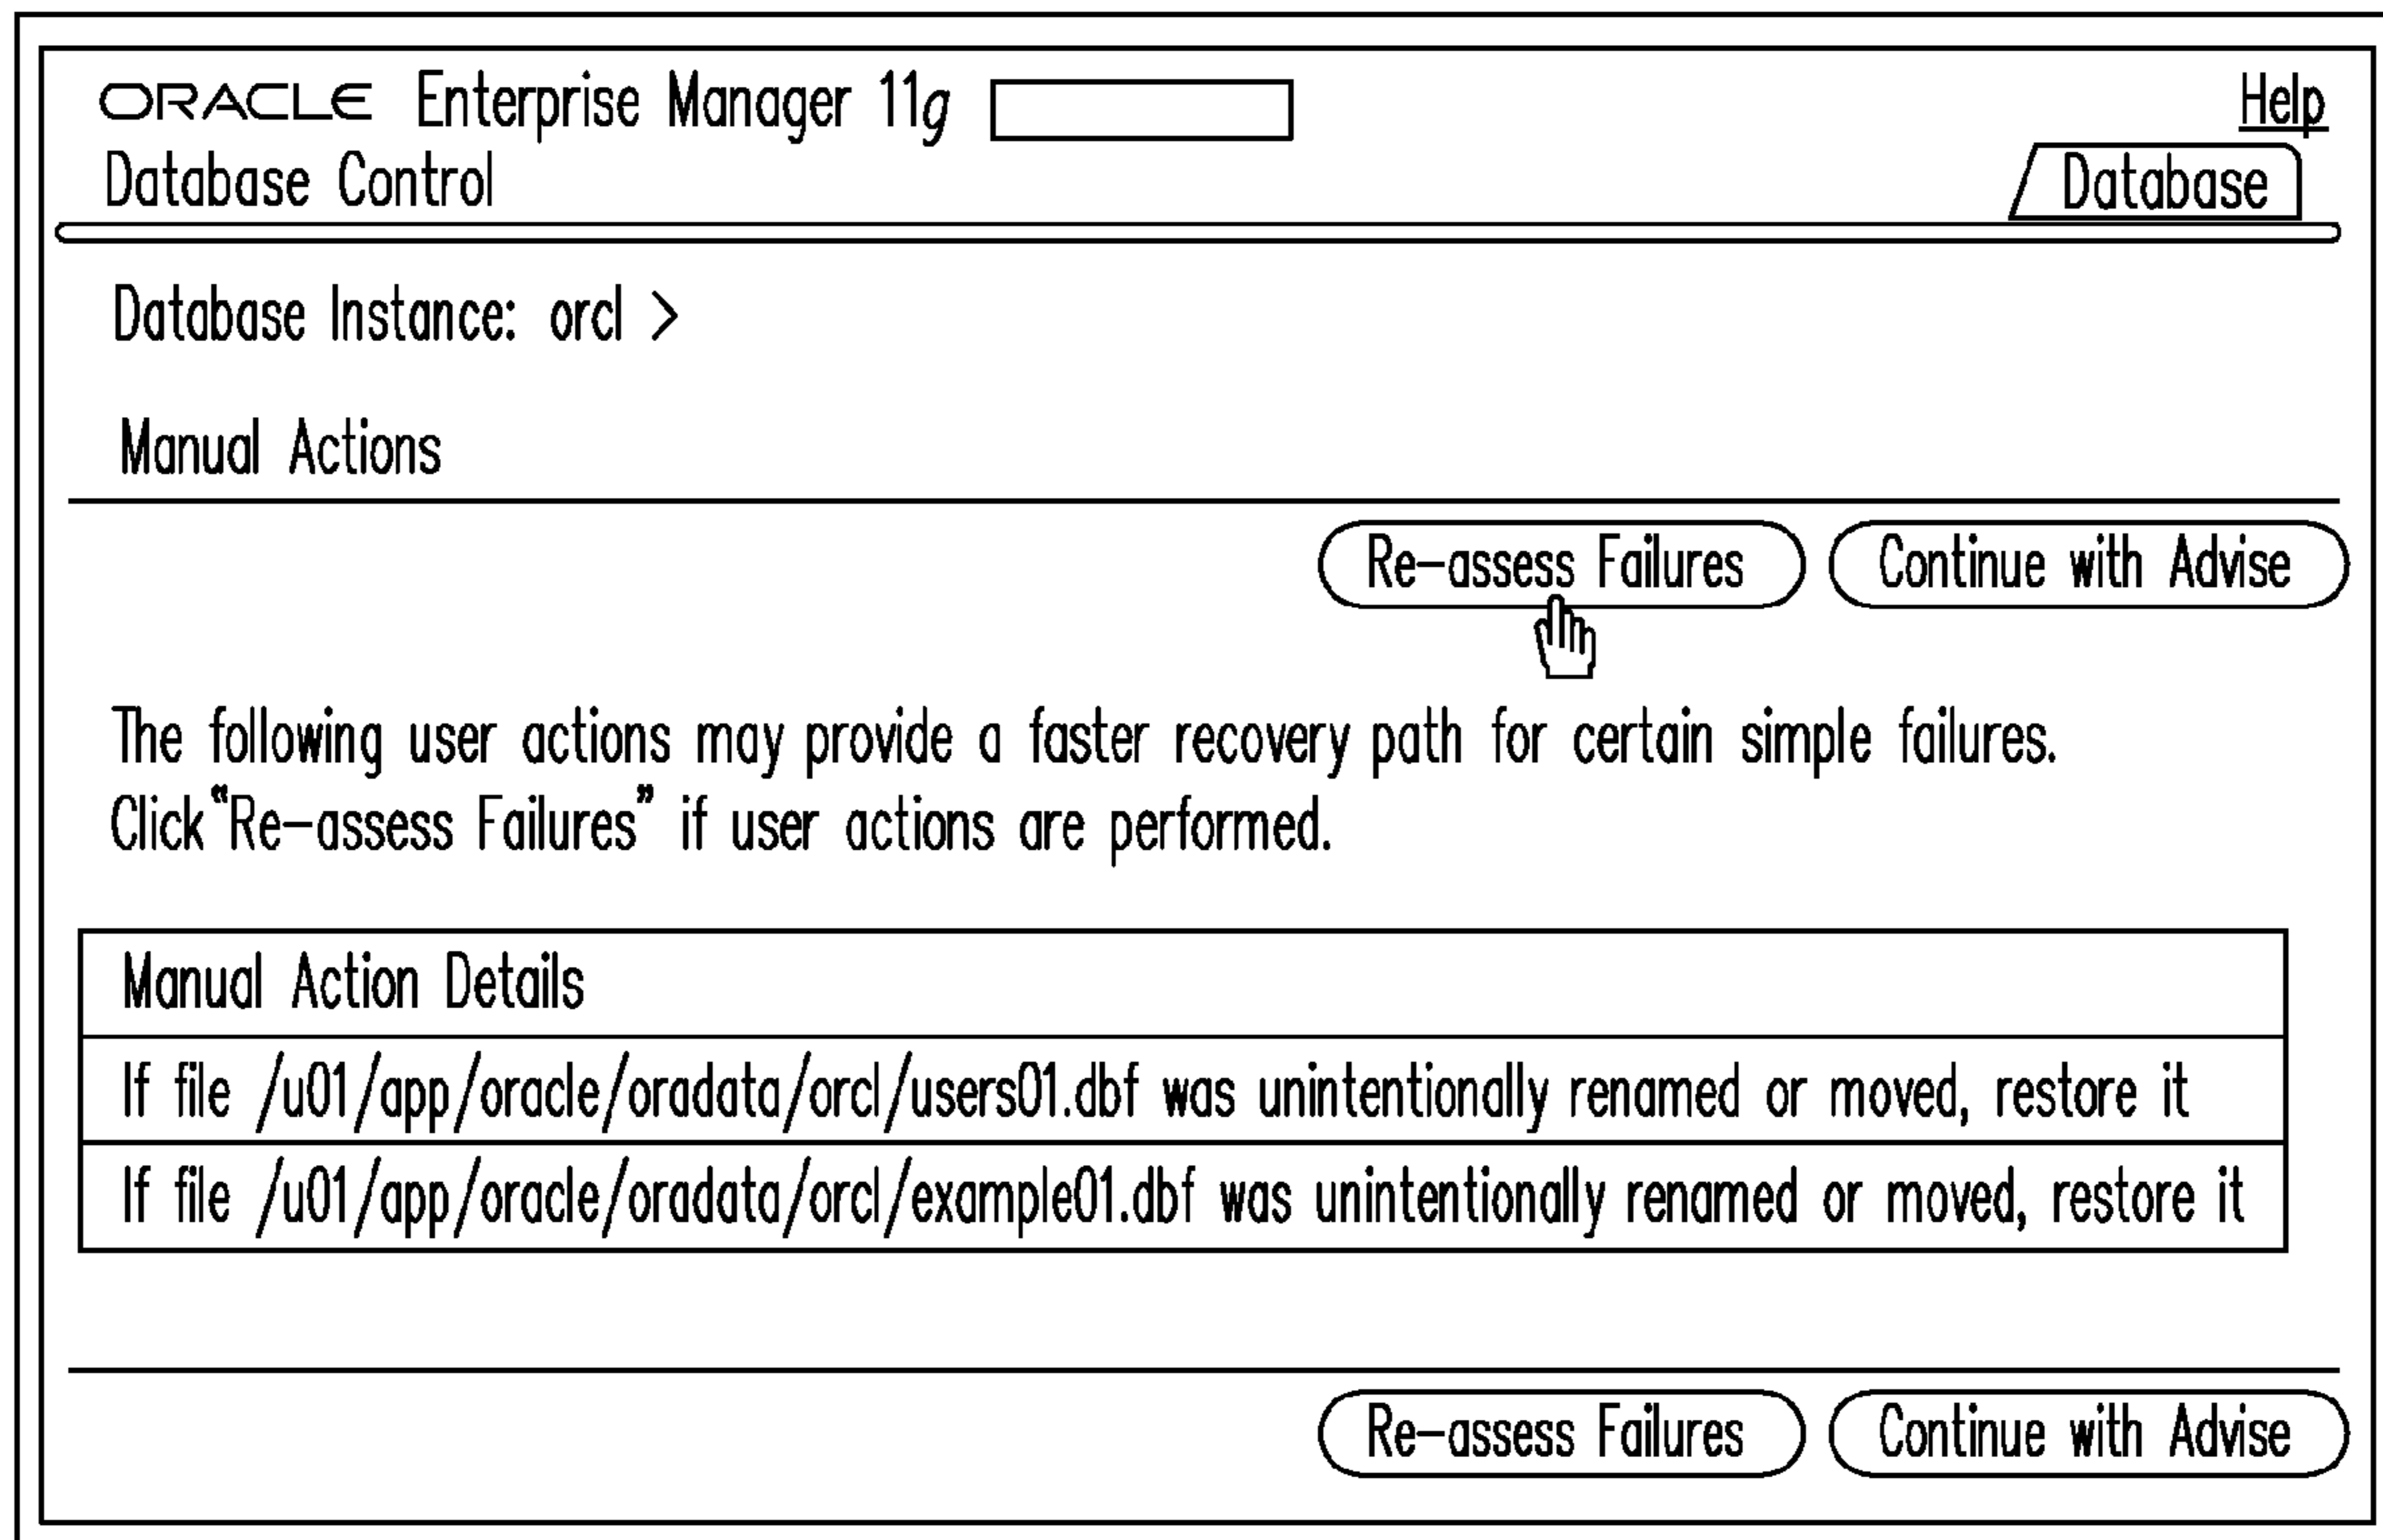 ORACLE Enterprise Manager 11g
Help
Database Control
Database
Database Instance: orcl >
Manual Actions
Re-assess Failures
Continue with Advise
The following user actions may provide a faster recovery path for certain simple failures.
Click"Re-assess Failures" if user actions are performed.
Manual Action Details
If file /u01/app/oracle/oradata/orcl/users01.dbf was unintentionally renamed or moved, restore it
If file /u01/app/oracle/oradata/orcl/example01.dbf was unintentionally renamed or moved, restore it
Re-assess Failures
Continue with Advise